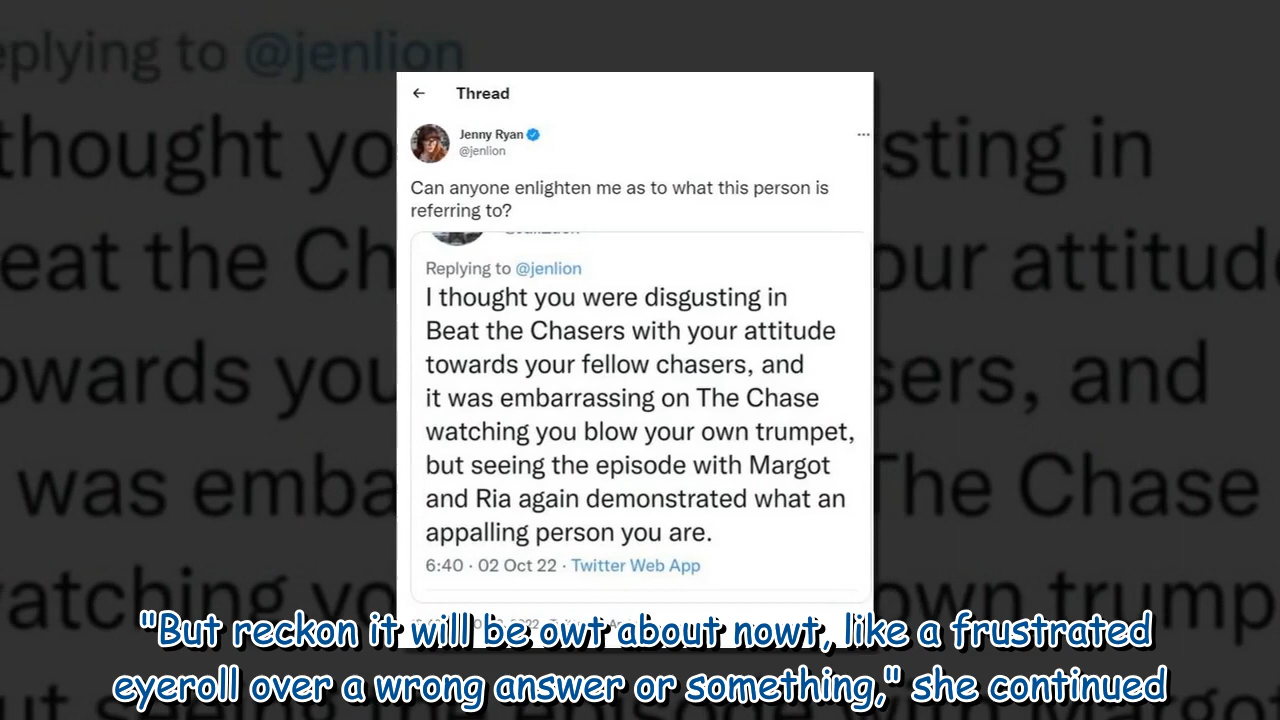 Thread
Jenny Ryan
@jenlion
Can anyone enlighten me as to what this person is
referring to?
Replying to @jenlion
I thought you were disgusting in
Beat the Chasers with your attitude
towards your fellow chasers, and
it was embarrassing on The Chase
watching you blow your own trumpet,
but seeing the episode with Margot
and Ria again demonstrated what an
appalling person you are.
6:40 · 02 Oct 22 · Twitter Web App
"But reckon it will be owt about nowt, like a frustrated
eyeroll over a wrong answer or something," she continued